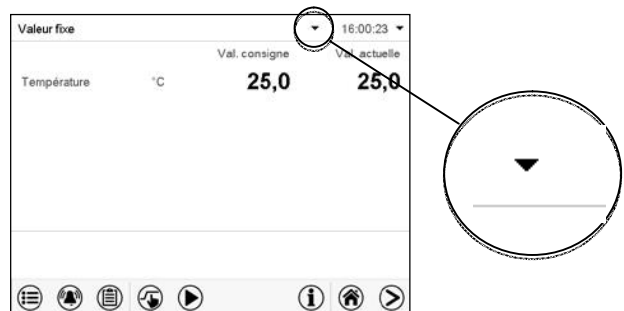 Valeur fixe 16:00:23
Val. consigne Val. actuelle
Température °C 25,0 25,0